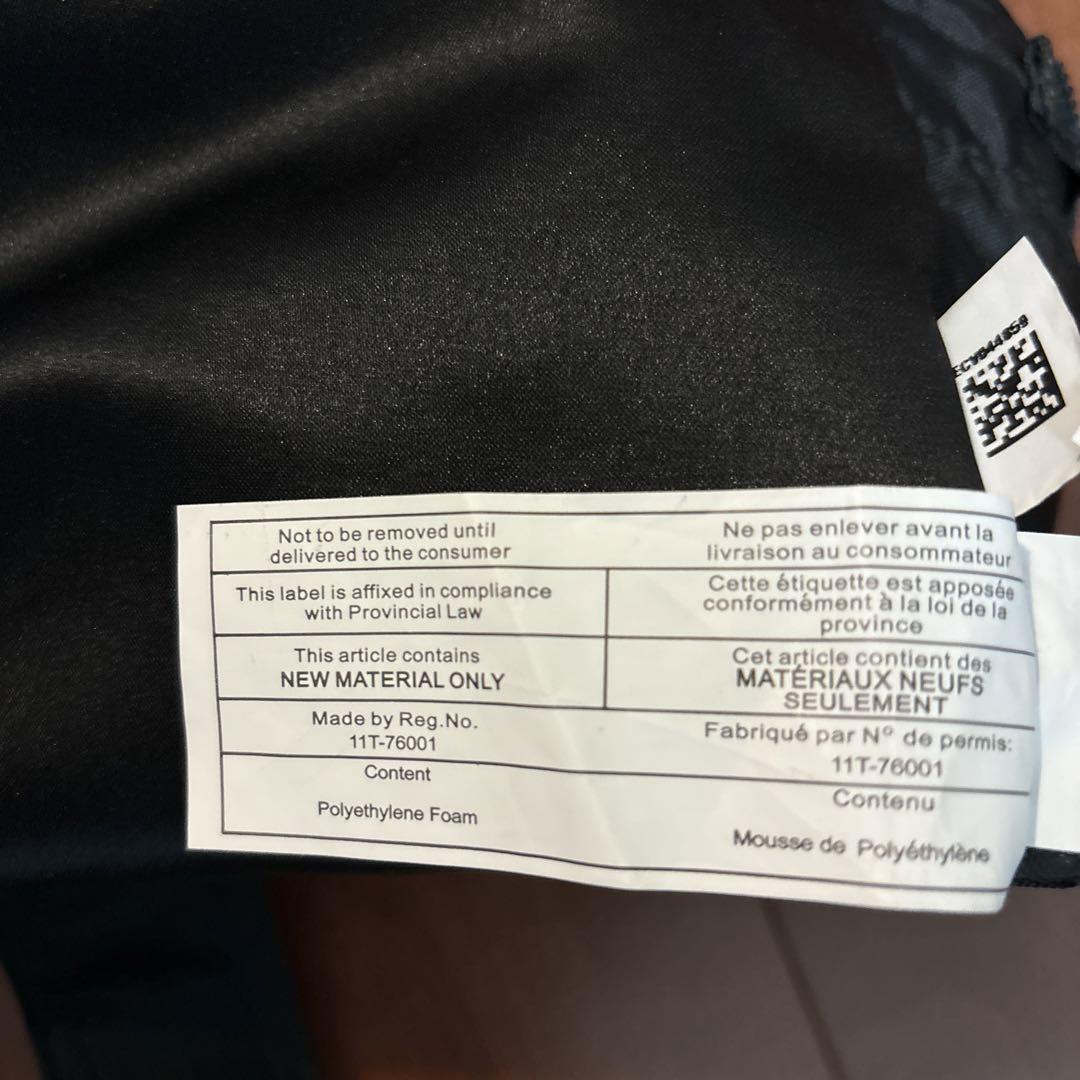 Not to be removed until
delivered to the consumer
Ne pas enlever avant la
livraison au consommateur
This label is affixed in compliance
with Provincial Law
Cette étiquette est apposée
conformément à la loi de la
province
This article contains
NEW MATERIAL ONLY
Cet article contient des
MATÉRIAUX NEUFS
SEULEMENT
Made by Reg.No.
11T-76001
Fabriqué par N° de permis:
11T-76001
Content
Polyethylene Foam
Contenu
Mousse de Polyéthylène